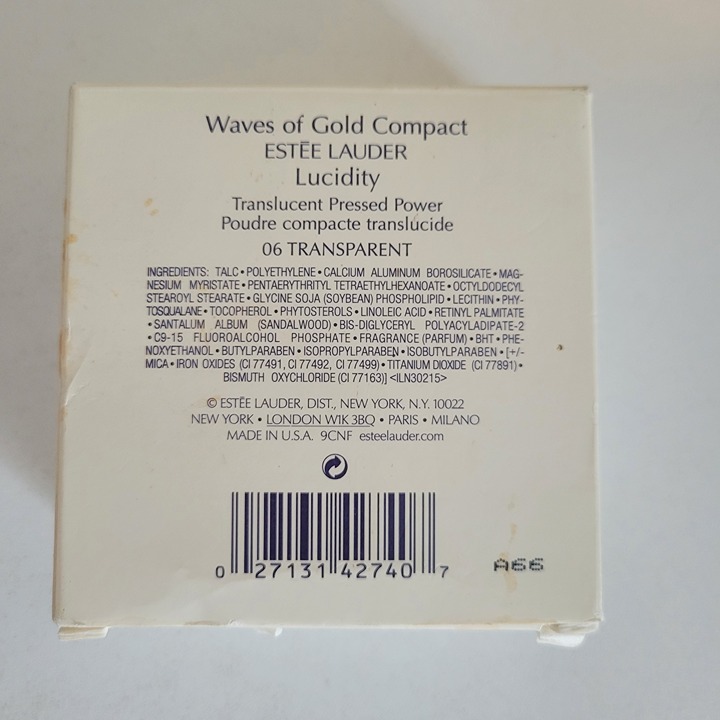 Waves of Gold Compact
ESTĒE LAUDER
Lucidity
Translucent Pressed Power
Poudre compacte translucide
06 TRANSPARENT
INGREDIENTS: TALC • POLYETHYLENE • CALCIUM ALUMINUM BOROSILICATE • MAG-
NESIUM MYRISTATE • PENTAERYTHRITYL TETRAETHYLHEXANOATE • OCTYLDODECYL
STEAROYL STEARATE • GLYCINE SOJA (SOYBEAN) PHOSPHOLIPID • LECITHIN • PHY-
TOSQUALANE • TOCOPHEROL • PHYTOSTEROLS • LINOLEIC ACID • RETINYL PALMITATE
• SANTALUM ALBUM (SANDALWOOD) • BIS-DIGLYCERYL POLYACYLADIPATE-2
• C9-15 FLUOROALCOHOL PHOSPHATE • FRAGRANCE (PARFUM) • BHT • PHE-
NOXYETHANOL • BUTYLPARABEN • ISOPROPYLPARABEN • ISOBUTYLPARABEN • [+/-
MICA • IRON OXIDES (CI 77491, CI 77492, CI 77499) • TITANIUM DIOXIDE (CI 77891) •
BISMUTH OXYCHLORIDE (CI 77163)] <ILN30215>
© ESTĒE LAUDER, DIST., NEW YORK, N.Y. 10022
NEW YORK • LONDON W1K 3BQ • PARIS • MILANO
MADE IN U.S.A. 9CNF esteelauder.com
0 27131 42740 7
A66